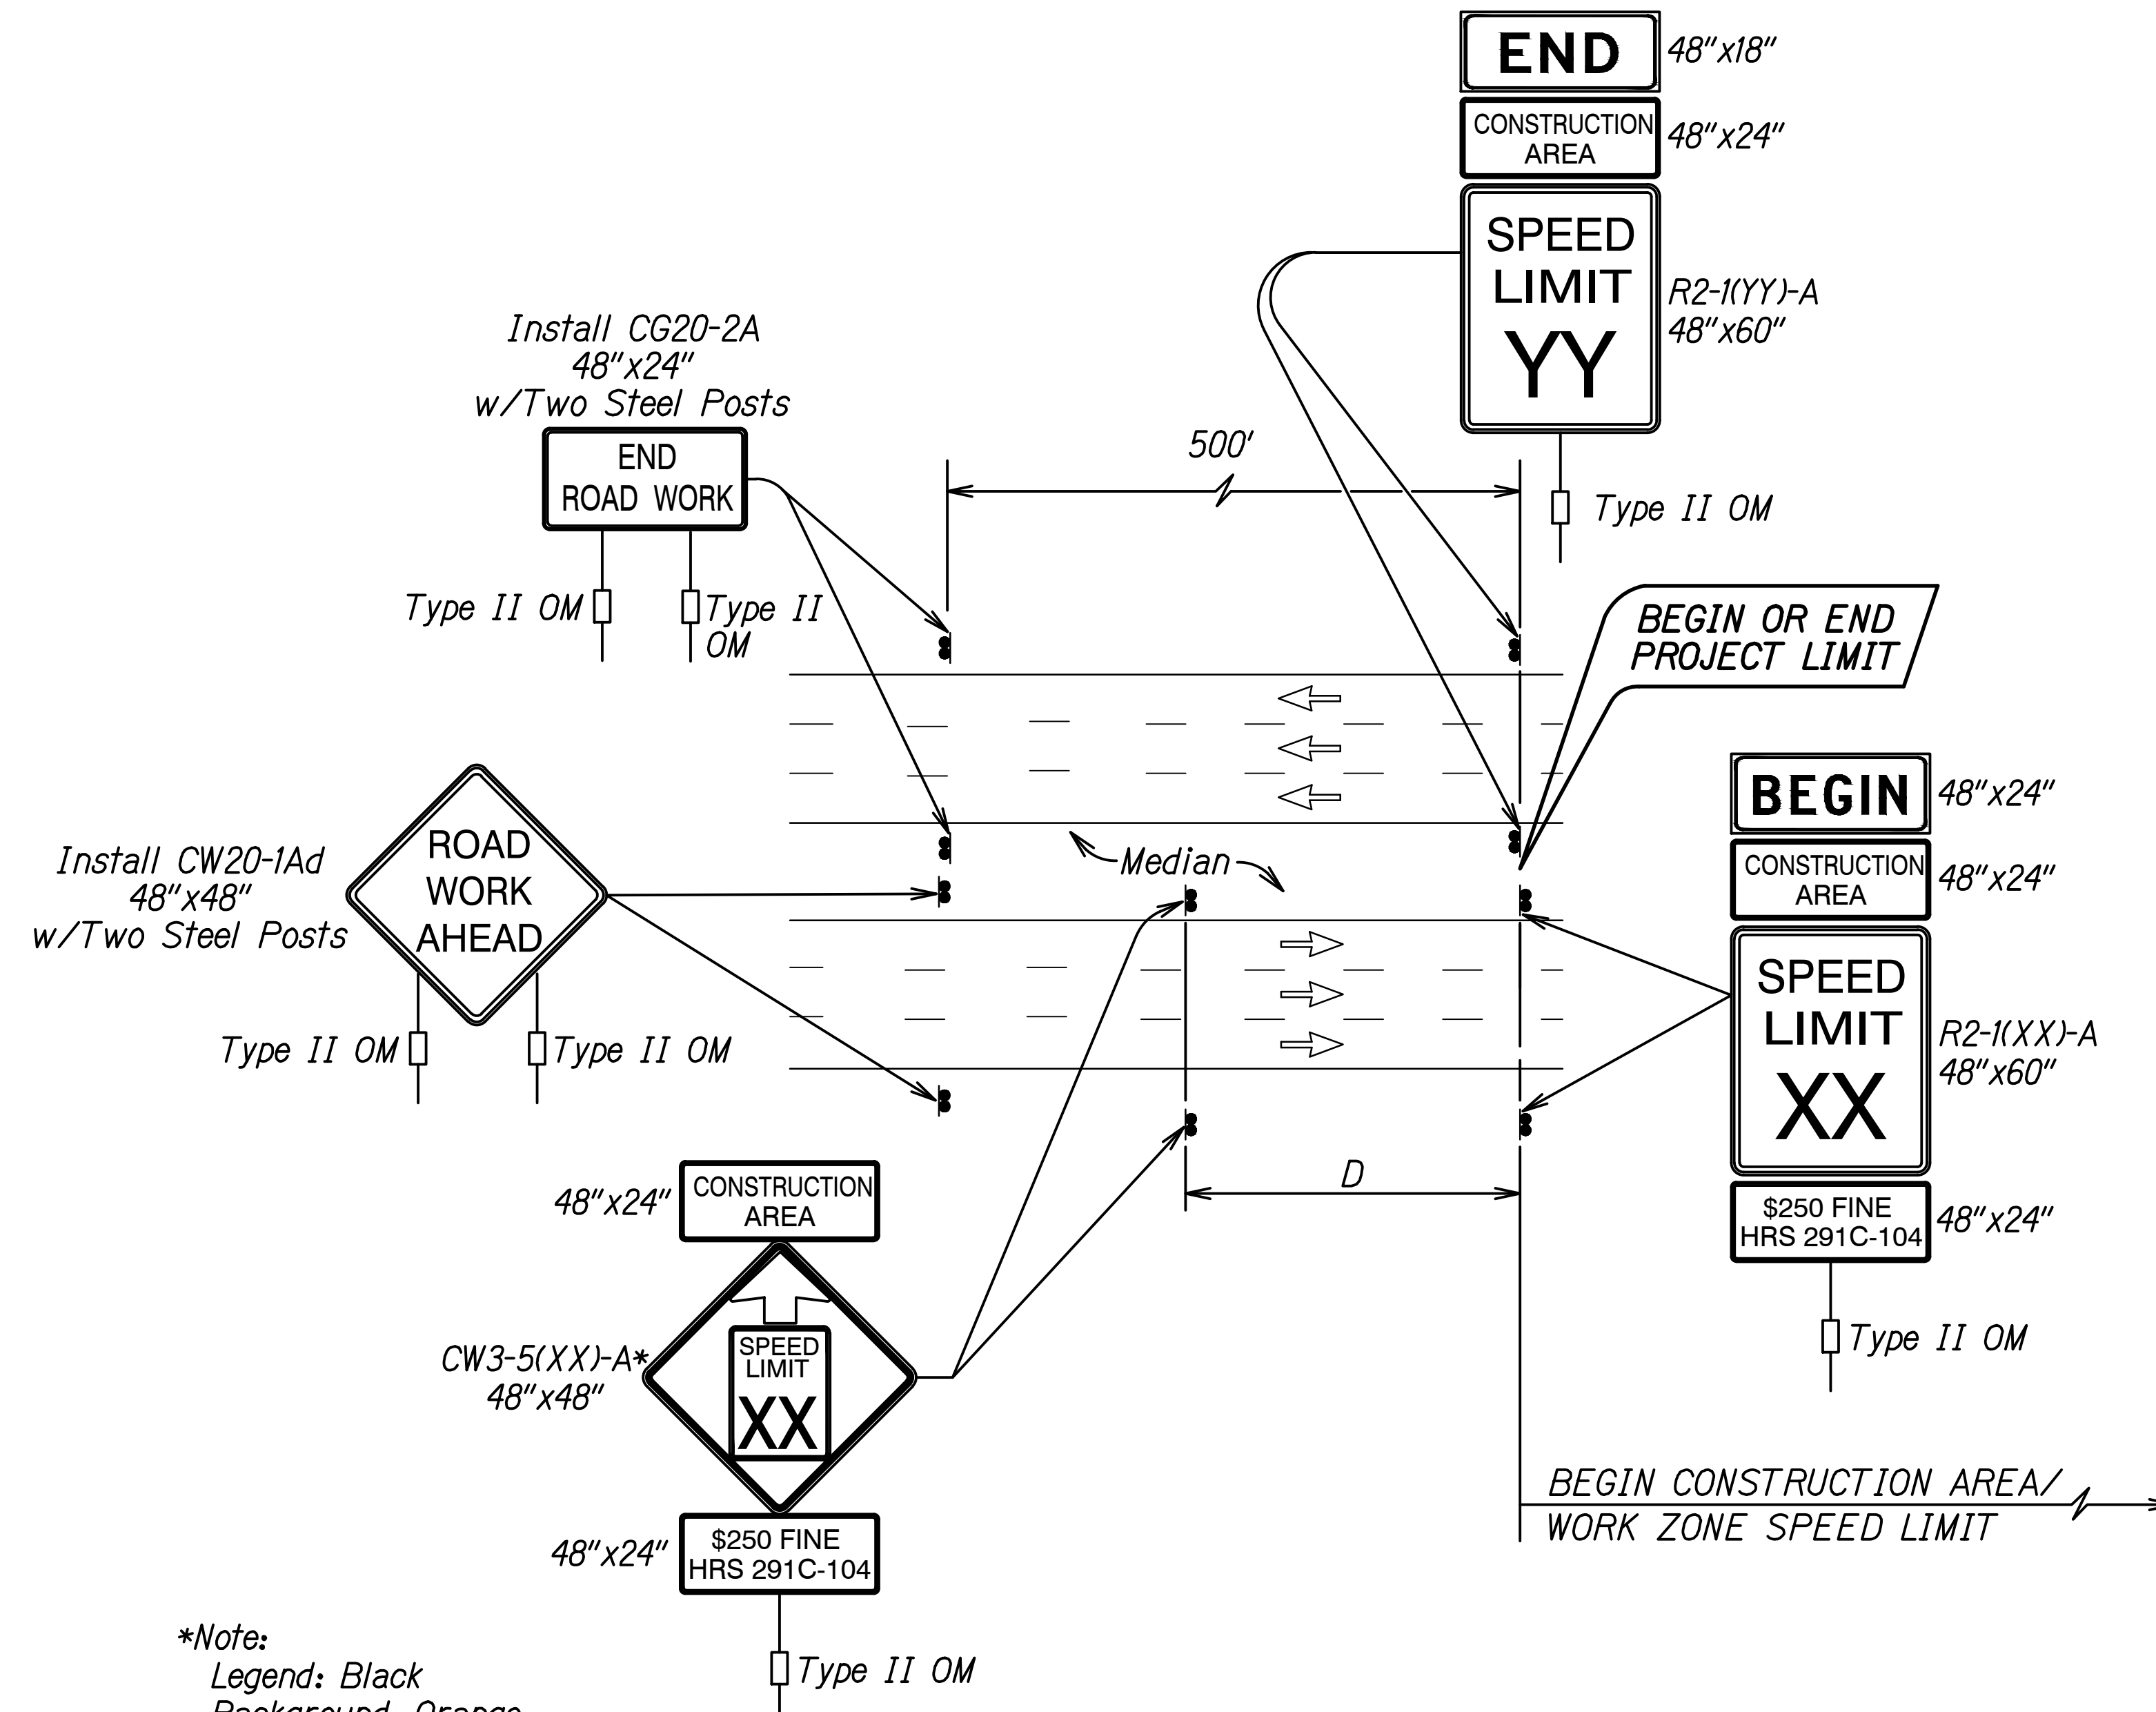 END
48"x18"
CONSTRUCTION
AREA
48"x24"
SPEED
LIMIT
YY
R2-1(YY)-A
48"x60"
Type II OM
Install CG20-2A
48"x24"
w/Two Steel Posts
END
ROAD WORK
Type II OM
Type II
OM
500'
BEGIN OR END
PROJECT LIMIT
Install CW20-1Ad
48"x48"
w/Two Steel Posts
ROAD
WORK
AHEAD
Type II OM
Type II OM
Median
BEGIN
48"x24"
CONSTRUCTION
AREA
48"x24"
SPEED
LIMIT
XX
R2-1(XX)-A
48"x60"
$250 FINE
HRS 291C-104
48"x24"
Type II OM
D
48"x24"
CONSTRUCTION
AREA
CW3-5(XX)-A*
48"x48"
SPEED
LIMIT
XX
48"x24"
$250 FINE
HRS 291C-104
Type II OM
BEGIN CONSTRUCTION AREA/
WORK ZONE SPEED LIMIT
*Note:
Legend: Black
Background Orange